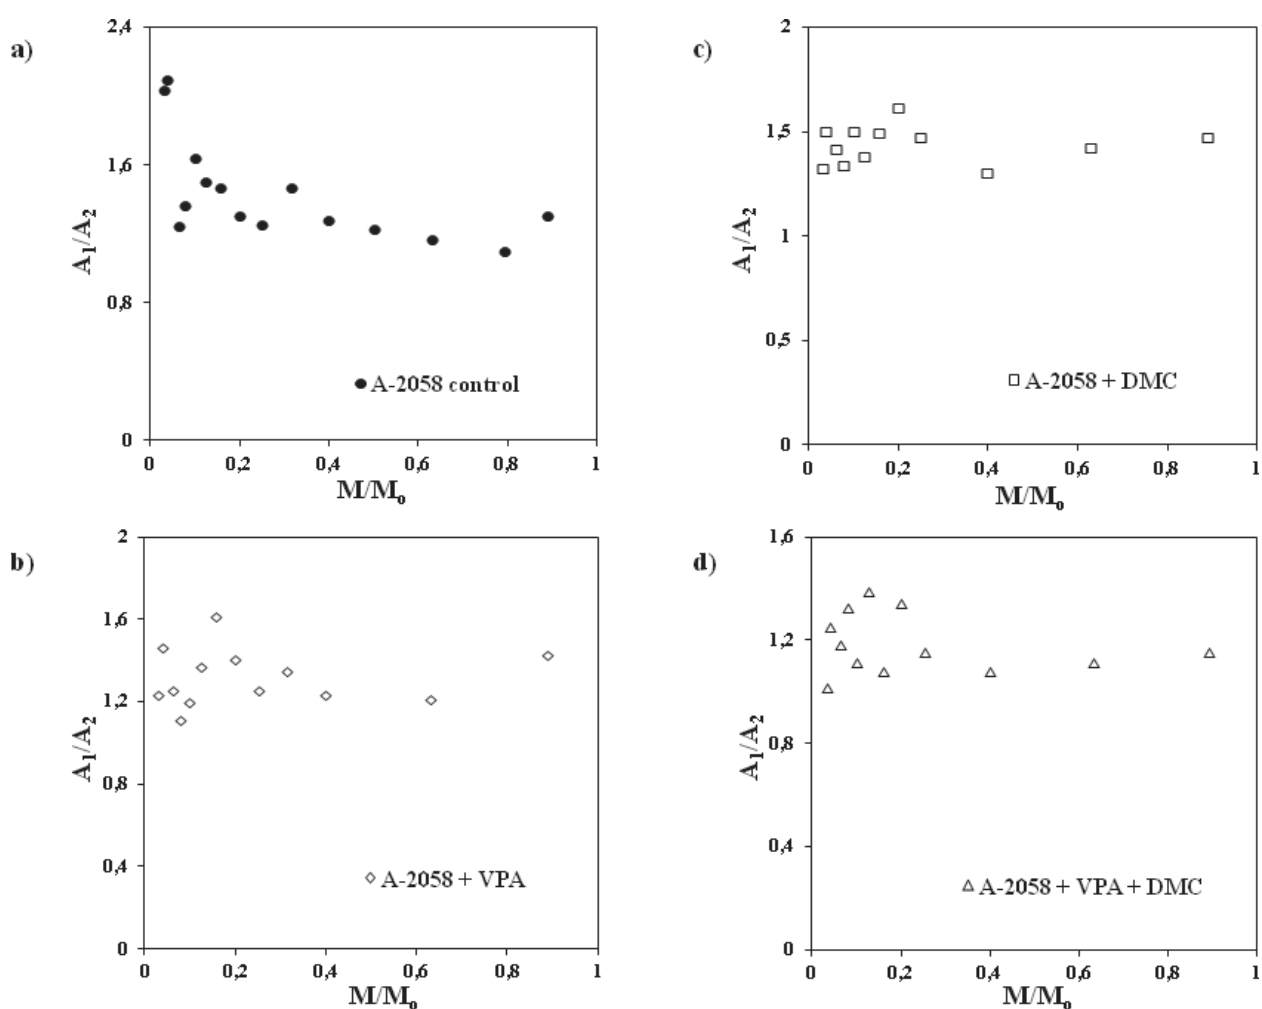 a)
2,4
1,6
0,8
0
A₁/A₂
A-2058 control
0 0,2 0,4 0,6 0,8 1
M/Mₒ
c)
2
1,5
1
0,5
0
A₁/A₂
A-2058 + DMC
0 0,2 0,4 0,6 0,8 1
M/Mₒ
b)
2
1,6
1,2
0,8
0,4
0
A₁/A₂
A-2058 + VPA
0 0,2 0,4 0,6 0,8 1
M/Mₒ
d)
1,6
1,2
0,8
0,4
0
A₁/A₂
A-2058 + VPA + DMC
0 0,2 0,4 0,6 0,8 1
M/Mₒ